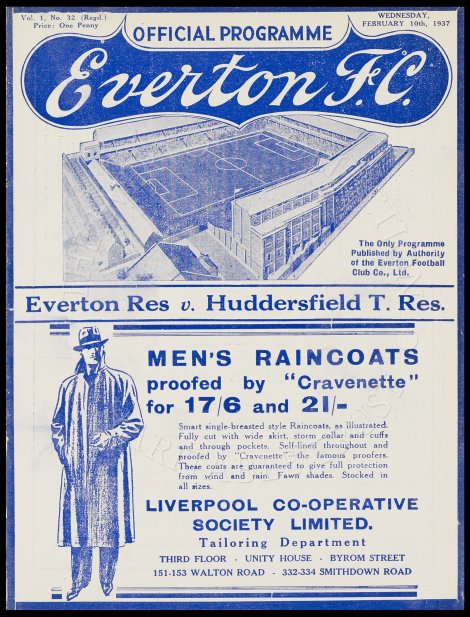 Vol. 1, No. 32 (Regd.)
Price: One Penny
WEDNESDAY,
FEBRUARY 10th, 1937
OFFICIAL PROGRAMME
Everton F.C.
The Only Programme
Published by Authority
of the Everton Football
Club Co., Ltd.
Everton Res v. Huddersfield T. Res.
MEN'S RAINCOATS
proofed by "Cravenette"
for 17/6 and 21/-
Smart single-breasted style Raincoats, as illustrated.
Fully cut with wide skirt, storm collar and cuffs
and through pockets. Self-lined throughout and
proofed by "Cravenette"—the famous proofers.
These coats are guaranteed to give full protection
from wind and rain. Fawn shades. Stocked in
all sizes.
LIVERPOOL CO-OPERATIVE
SOCIETY LIMITED.
Tailoring Department
THIRD FLOOR - UNITY HOUSE - BYROM STREET
151-153 WALTON ROAD - 332-334 SMITHDOWN ROAD